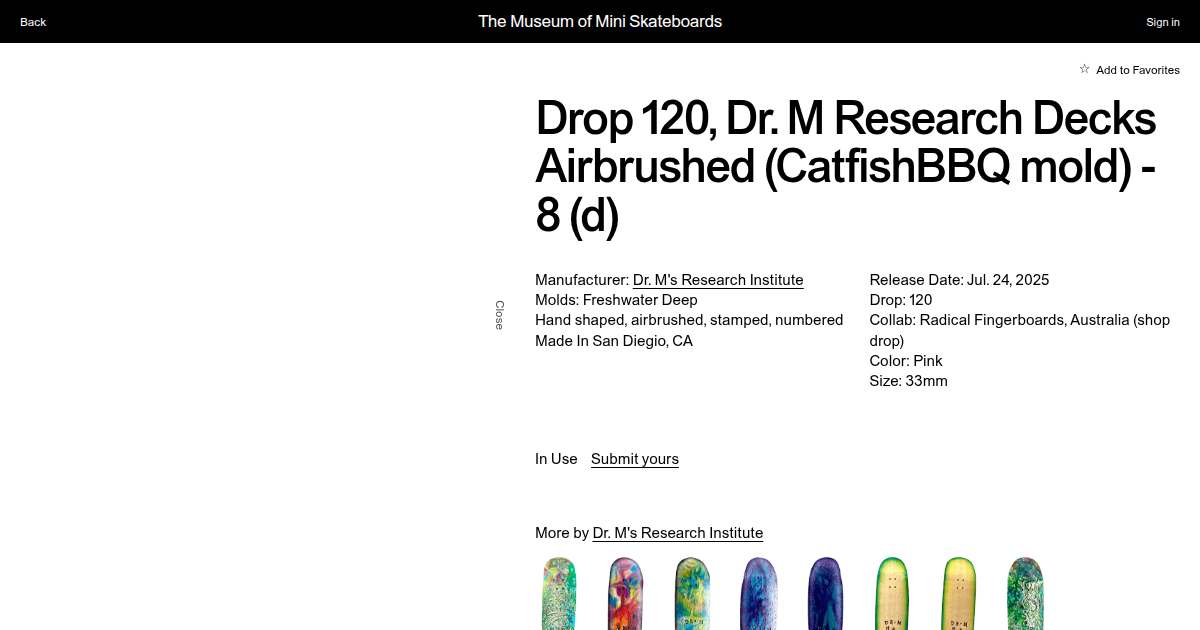 Back
The Museum of Mini Skateboards
Sign in
☆ Add to Favorites
Drop 120, Dr. M Research Decks
Airbrushed (CatfishBBQ mold) -
8 (d)
Close
Manufacturer: Dr. M's Research Institute
Molds: Freshwater Deep
Hand shaped, airbrushed, stamped, numbered
Made In San Diegio, CA
Release Date: Jul. 24, 2025
Drop: 120
Collab: Radical Fingerboards, Australia (shop
drop)
Color: Pink
Size: 33mm
In Use Submit yours
More by Dr. M's Research Institute